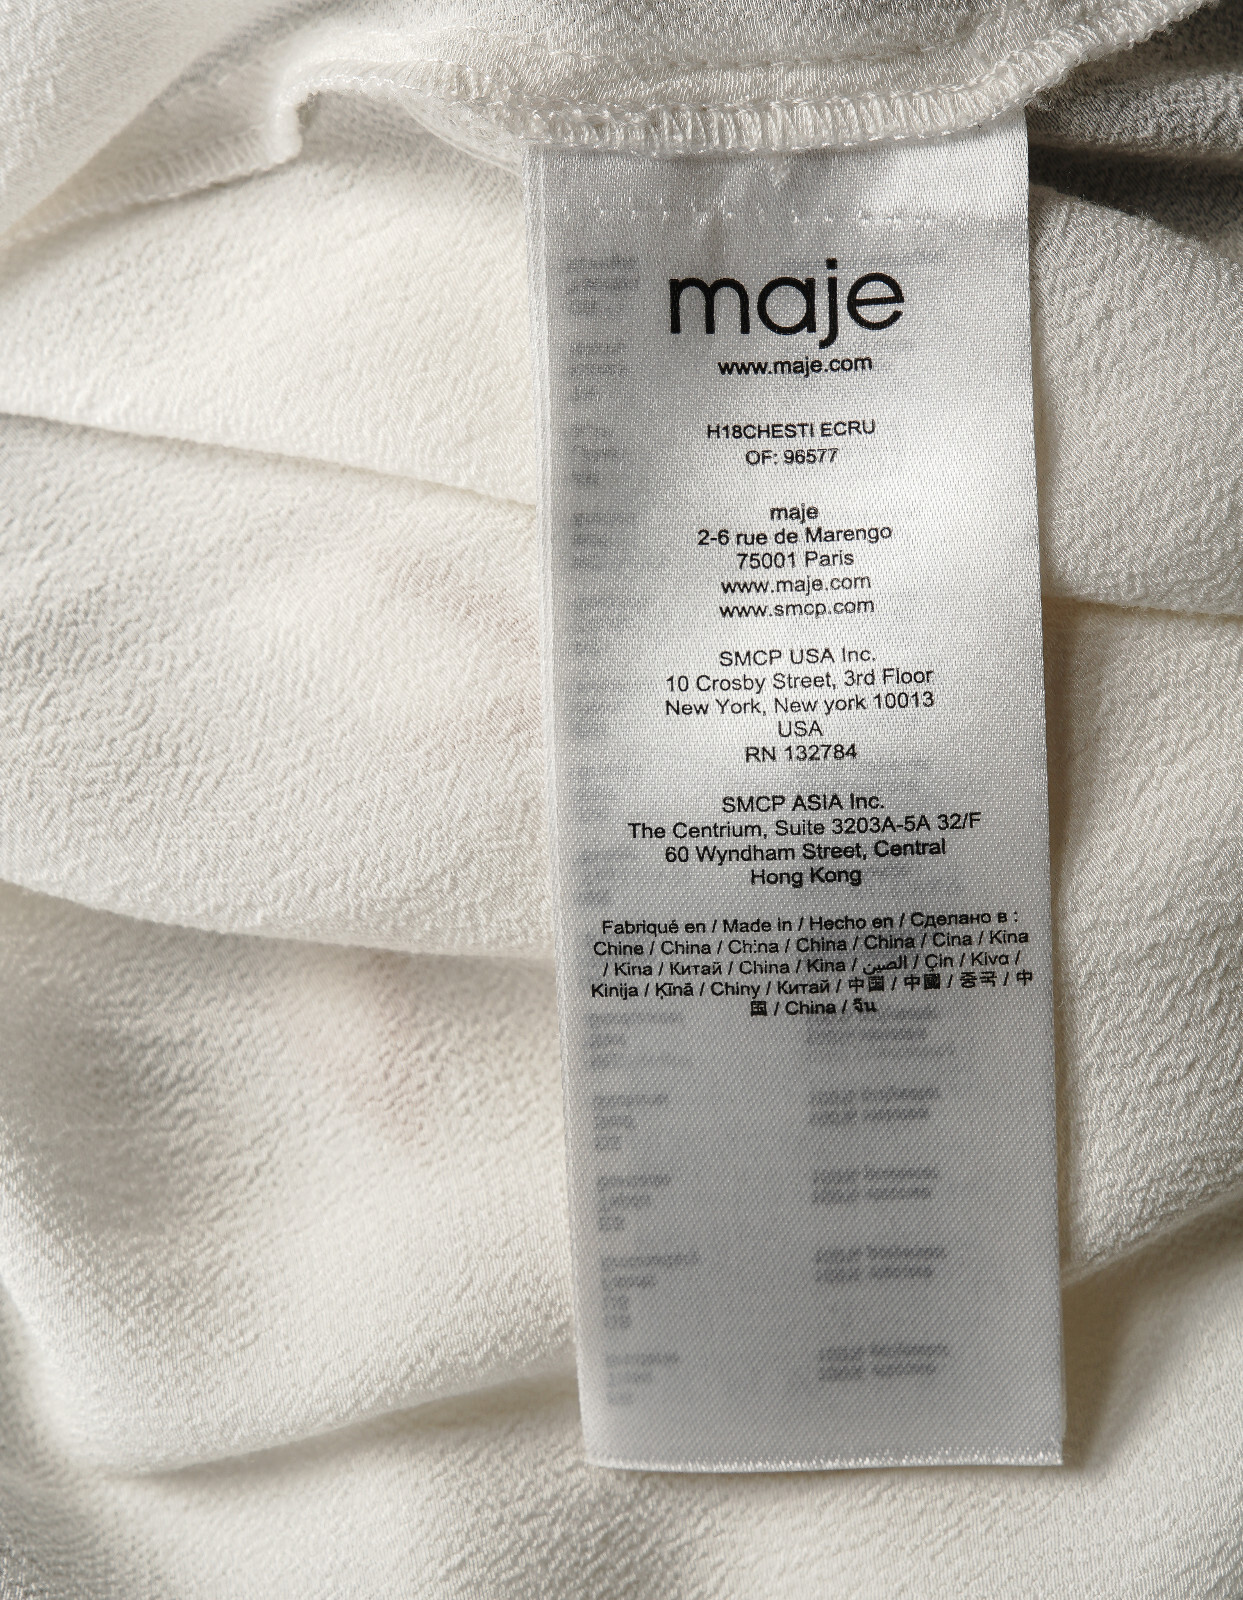 maje
www.maje.com
H18CHESTI ECRU
OF: 96577
maje
2-6 rue de Marengo
75001 Paris
www.maje.com
www.smcp.com
SMCP USA Inc.
10 Crosby Street, 3rd Floor
New York, New york 10013
USA
RN 132784
SMCP ASIA Inc.
The Centrium, Suite 3203A-5A 32/F
60 Wyndham Street, Central
Hong Kong
Fabriqué en / Made in / Hecho en / Сделано в :
Chine / China / China / China / China / Cina / Kina
/ Kina / Китай / China / Kina / الصين / Çin / Kiva /
Kinija / Ķīnā / Chiny / Китай / 中国 / 中國 / 중국 / 中
国 / China / จีน